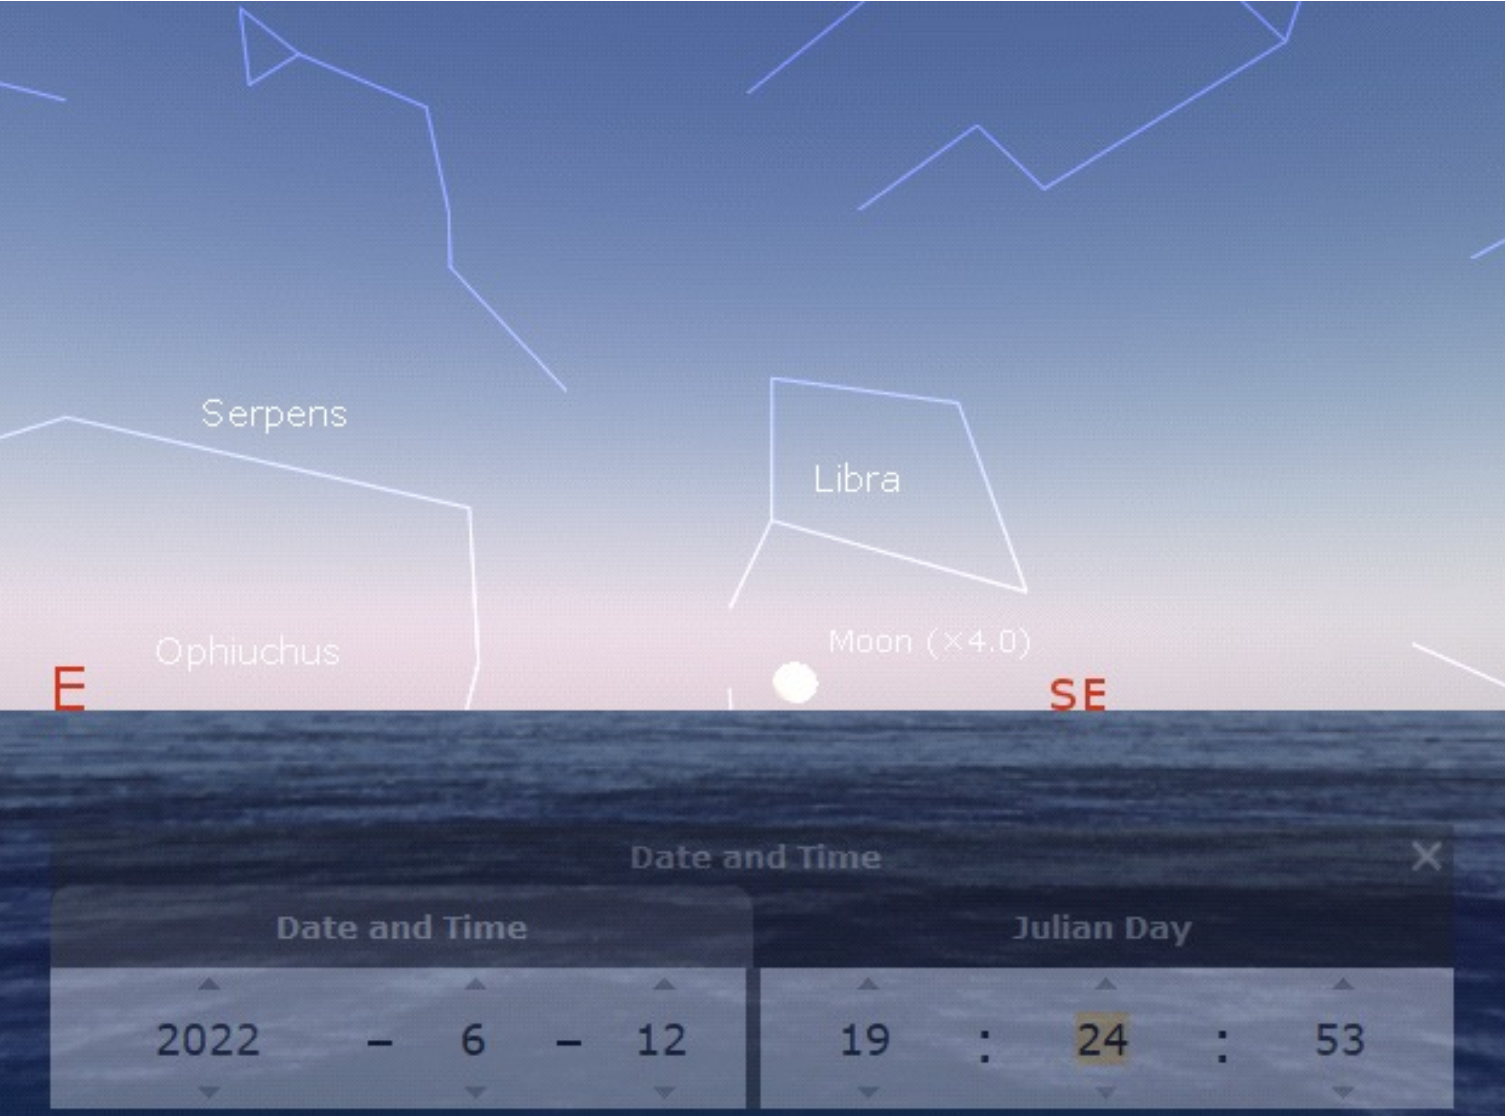 Serpens
Libra
Ophiuchus
Moon (×4.0)
E
SE
Date and Time
×
Date and Time
Julian Day
2022 – 6 – 12 19 : 24 : 53